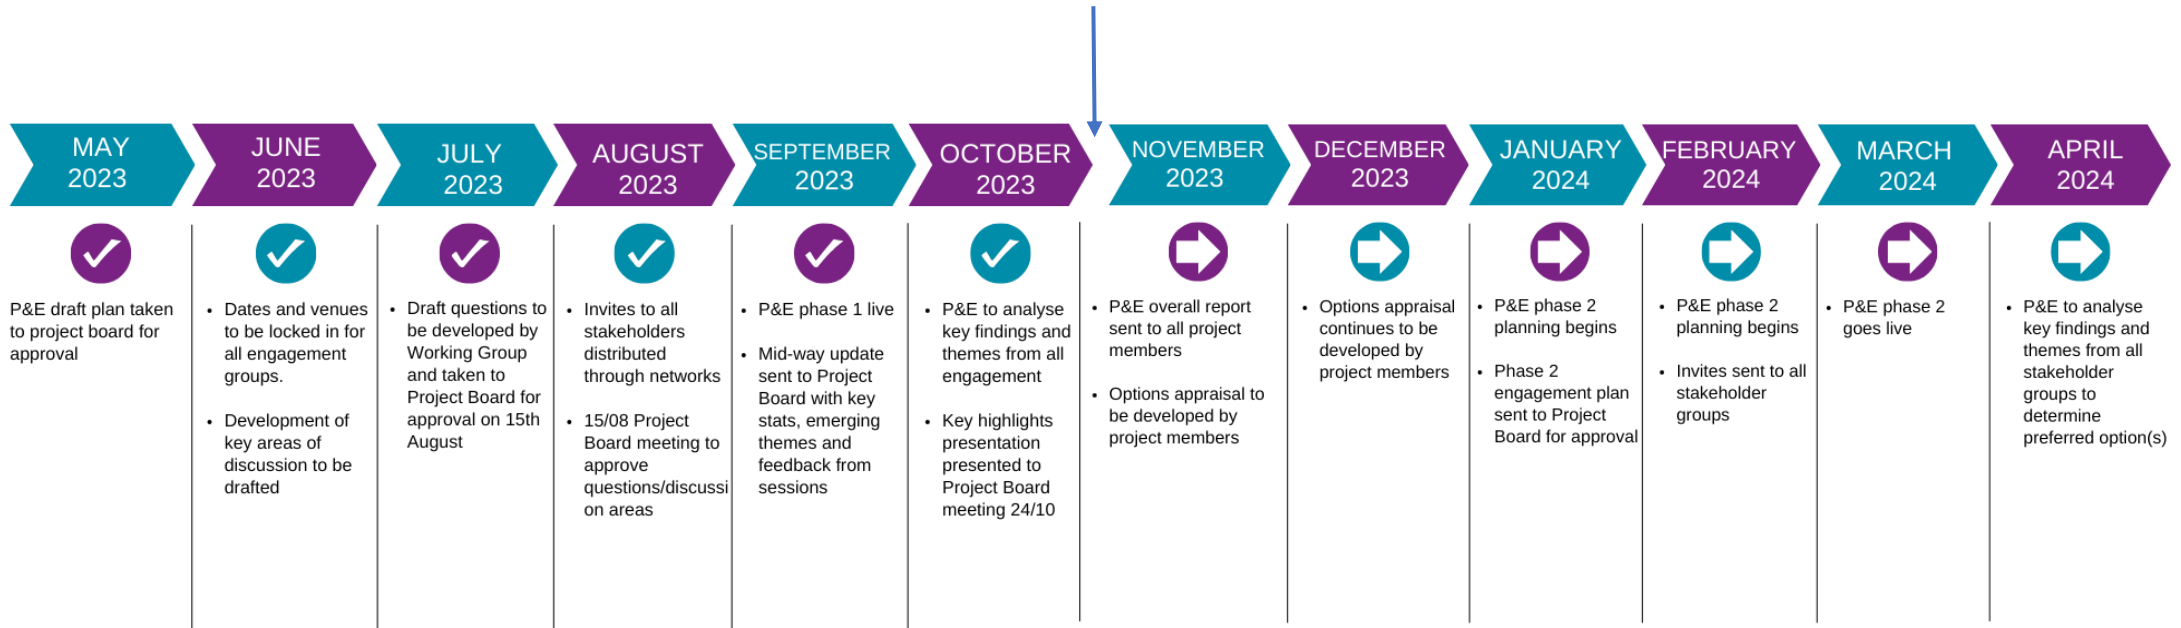 MAY
2023
JUNE
2023
JULY
2023
AUGUST
2023
SEPTEMBER
2023
OCTOBER
2023
NOVEMBER
2023
DECEMBER
2023
JANUARY
2024
FEBRUARY
2024
MARCH
2024
APRIL
2024
P&E draft plan taken
to project board for
approval
• Dates and venues
to be locked in for
all engagement
groups.
• Development of
key areas of
discussion to be
drafted
• Draft questions to
be developed by
Working Group
and taken to
Project Board for
approval on 15th
August
• Invites to all
stakeholders
distributed
through networks
• 15/08 Project
Board meeting to
approve
questions/discussi
on areas
• P&E phase 1 live
• Mid-way update
sent to Project
Board with key
stats, emerging
themes and
feedback from
sessions
• P&E to analyse
key findings and
themes from all
engagement
• Key highlights
presentation
presented to
Project Board
meeting 24/10
• P&E overall report
sent to all project
members
• Options appraisal to
be developed by
project members
• Options appraisal
continues to be
developed by
project members
• P&E phase 2
planning begins
• Phase 2
engagement plan
sent to Project
Board for approval
• P&E phase 2
planning begins
• Invites sent to all
stakeholder
groups
• P&E phase 2
goes live
• P&E to analyse
key findings and
themes from all
stakeholder
groups to
determine
preferred option(s)